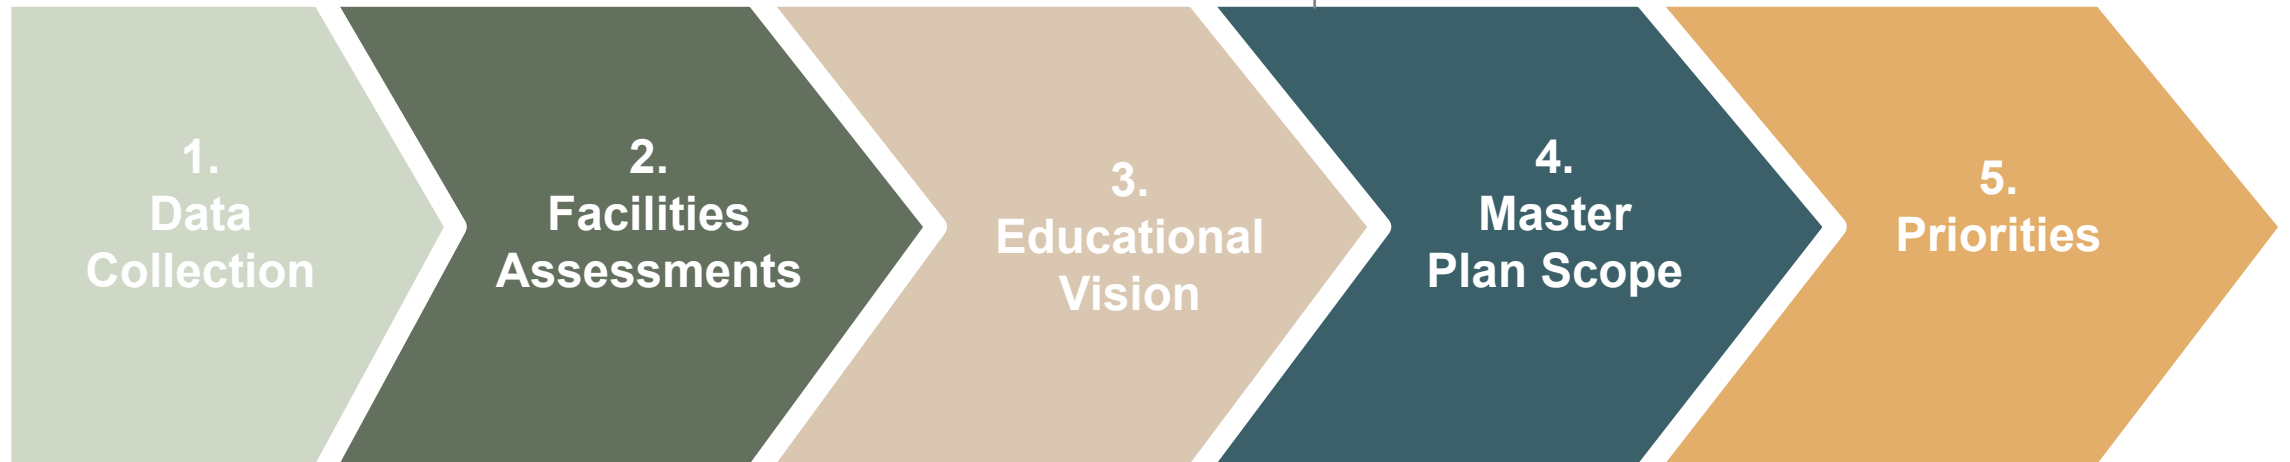 1.
Data
Collection
2.
Facilities
Assessments
3.
Educational
Vision
4.
Master
Plan Scope
5.
Priorities